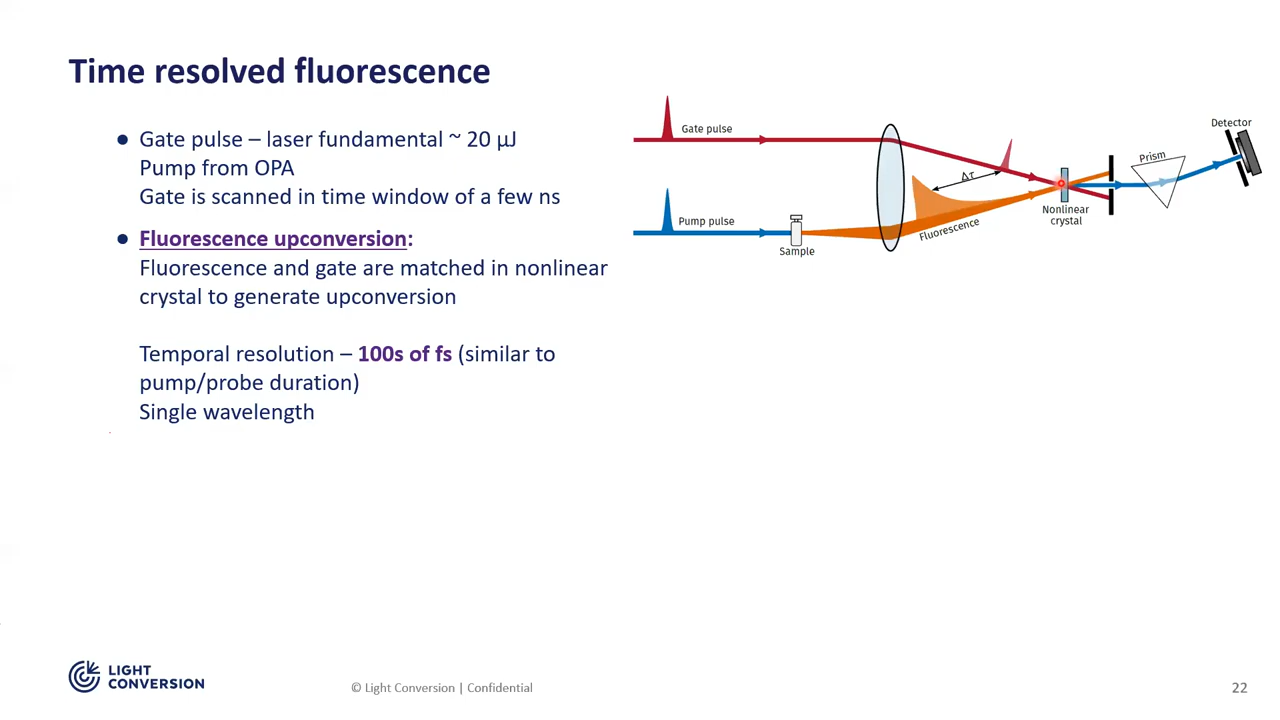 Time resolved fluorescence
● Gate pulse – laser fundamental ~ 20 µJ
Pump from OPA
Gate is scanned in time window of a few ns
● Fluorescence upconversion:
Fluorescence and gate are matched in nonlinear
crystal to generate upconversion
Temporal resolution – 100s of fs (similar to
pump/probe duration)
Single wavelength
Gate pulse
Pump pulse
Sample
Δτ
Fluorescence
Nonlinear
crystal
Prism
Detector
LIGHT
CONVERSION
© Light Conversion | Confidential
22